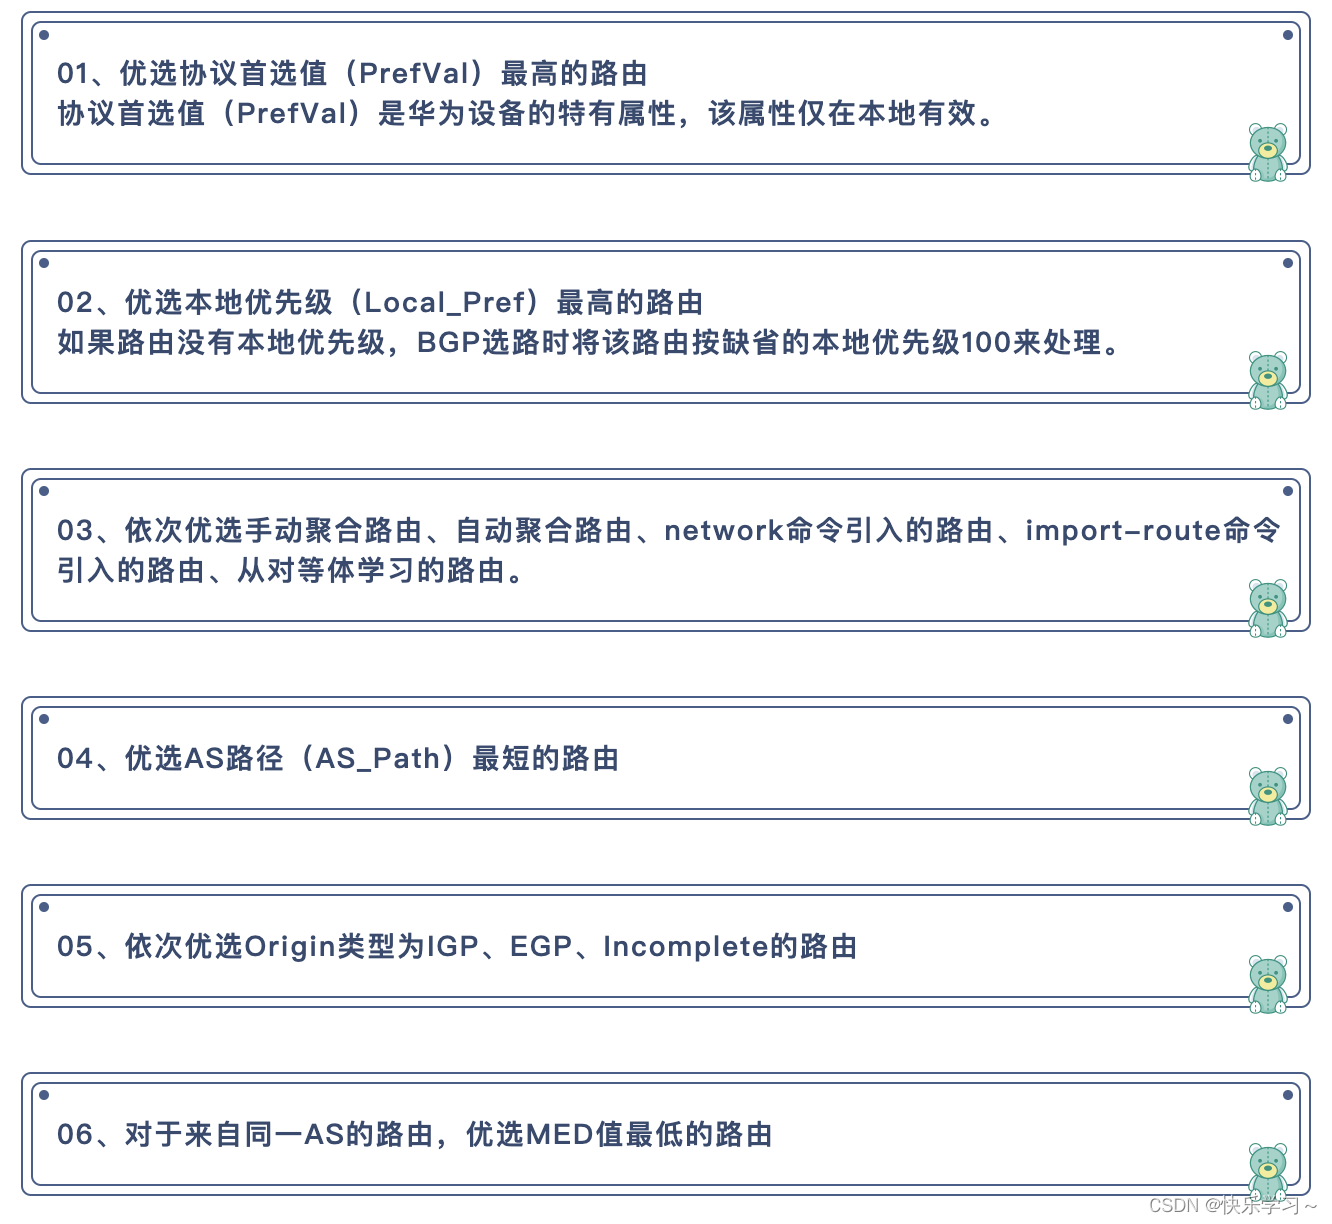 01、优选协议首选值（PrefVal）最高的路由
协议首选值（PrefVal）是华为设备的特有属性，该属性仅在本地有效。
02、优选本地优先级（Local_Pref）最高的路由
如果路由没有本地优先级，BGP选路时将该路由按缺省的本地优先级100来处理。
03、依次优选手动聚合路由、自动聚合路由、network命令引入的路由、import-route命令
引入的路由、从对等体学习的路由。
04、优选AS路径（AS_Path）最短的路由
05、依次优选Origin类型为IGP、EGP、Incomplete的路由
06、对于来自同一AS的路由，优选MED值最低的路由
CSDN @快乐学习～